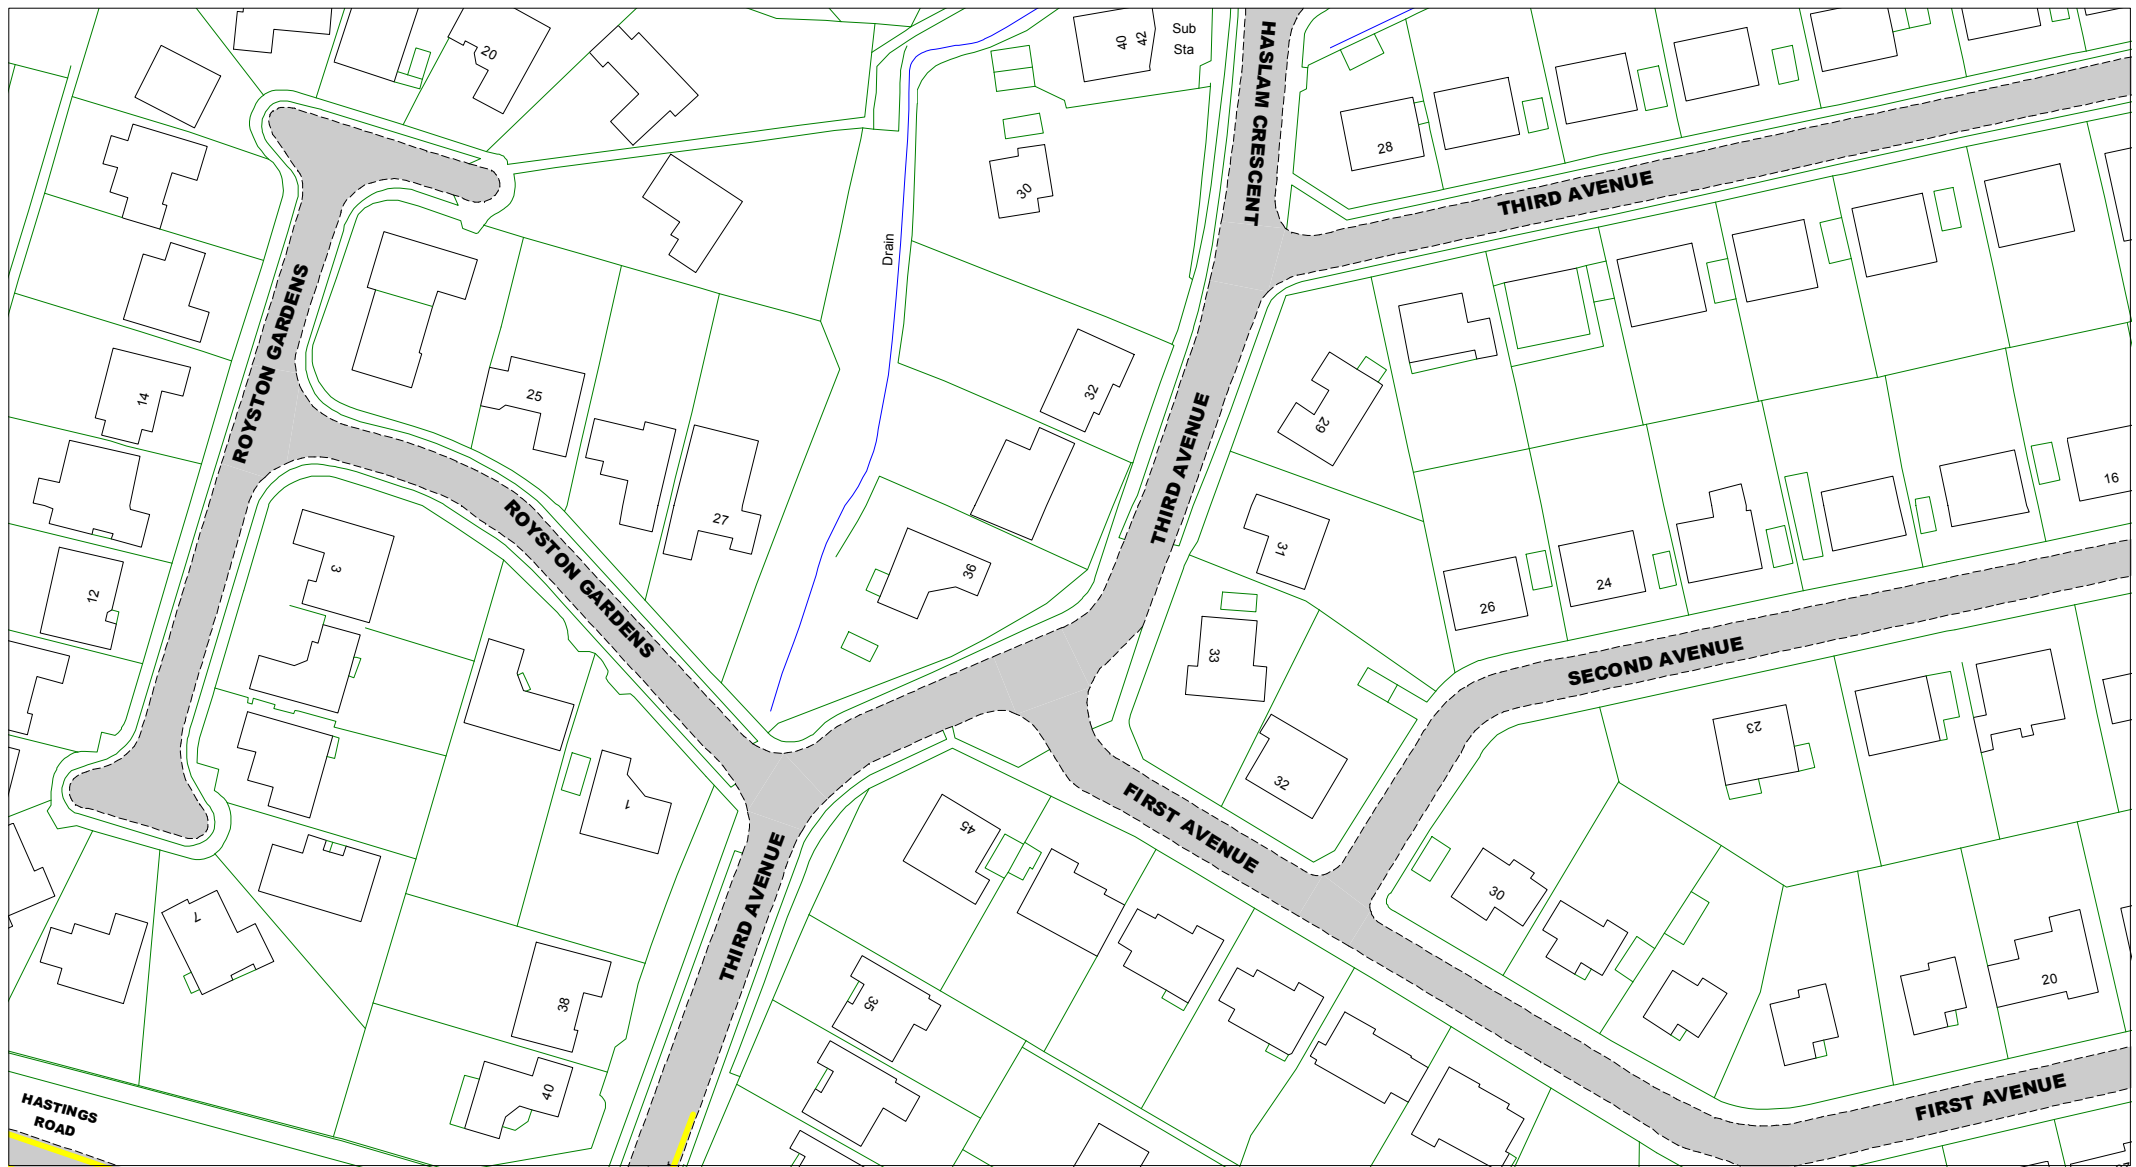 20
40
42
Sub
Sta
HASLAM CRESCENT
28
30
THIRD AVENUE
Drain
ROYSTON GARDENS
14
25
32
29
THIRD AVENUE
16
27
ROYSTON GARDENS
31
3
12
36
26
24
33
SECOND AVENUE
32
23
1
45
FIRST AVENUE
THIRD AVENUE
30
7
38
35
20
40
HASTINGS
ROAD
FIRST AVENUE